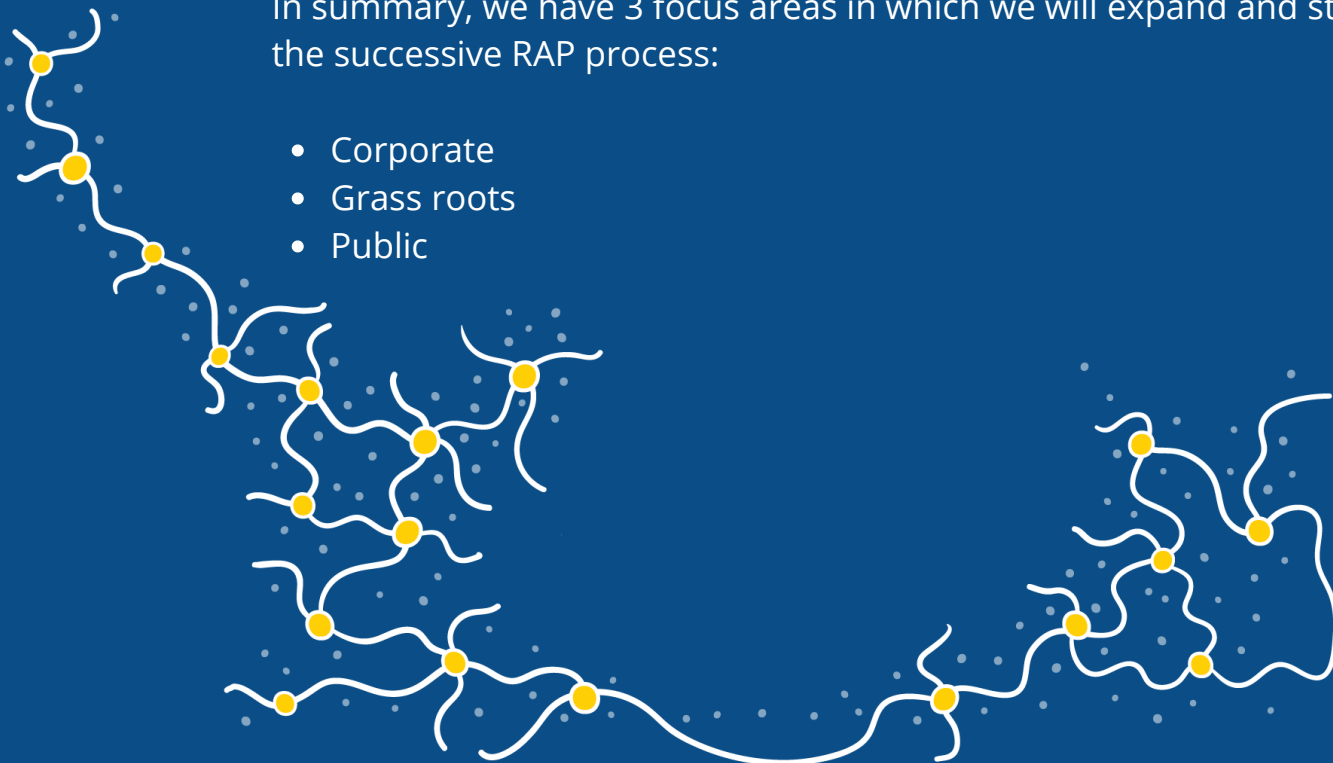 In summary, we have 3 focus areas in which we will expand and
the successive RAP process:
• Corporate
• Grass roots
• Public